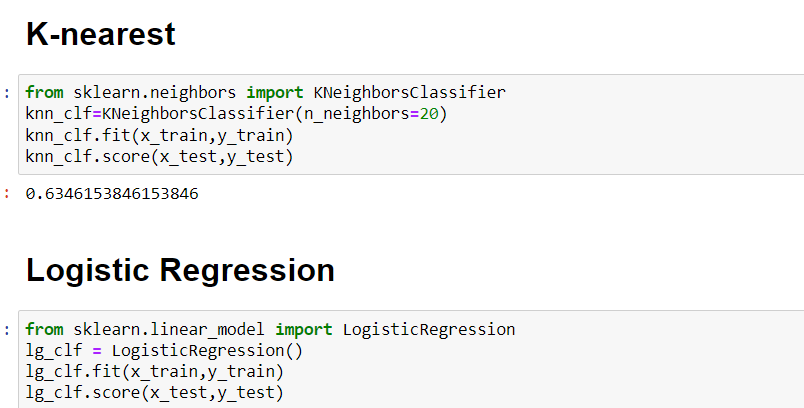 K-nearest
: from sklearn.neighbors import KNeighborsClassifier
knn_clf=KNeighborsClassifier(n_neighbors=20)
knn_clf.fit(x_train,y_train)
knn_clf.score(x_test,y_test)
: 0.6346153846153846
Logistic Regression
: from sklearn.linear_model import LogisticRegression
lg_clf = LogisticRegression()
lg_clf.fit(x_train,y_train)
lg_clf.score(x_test,y_test)